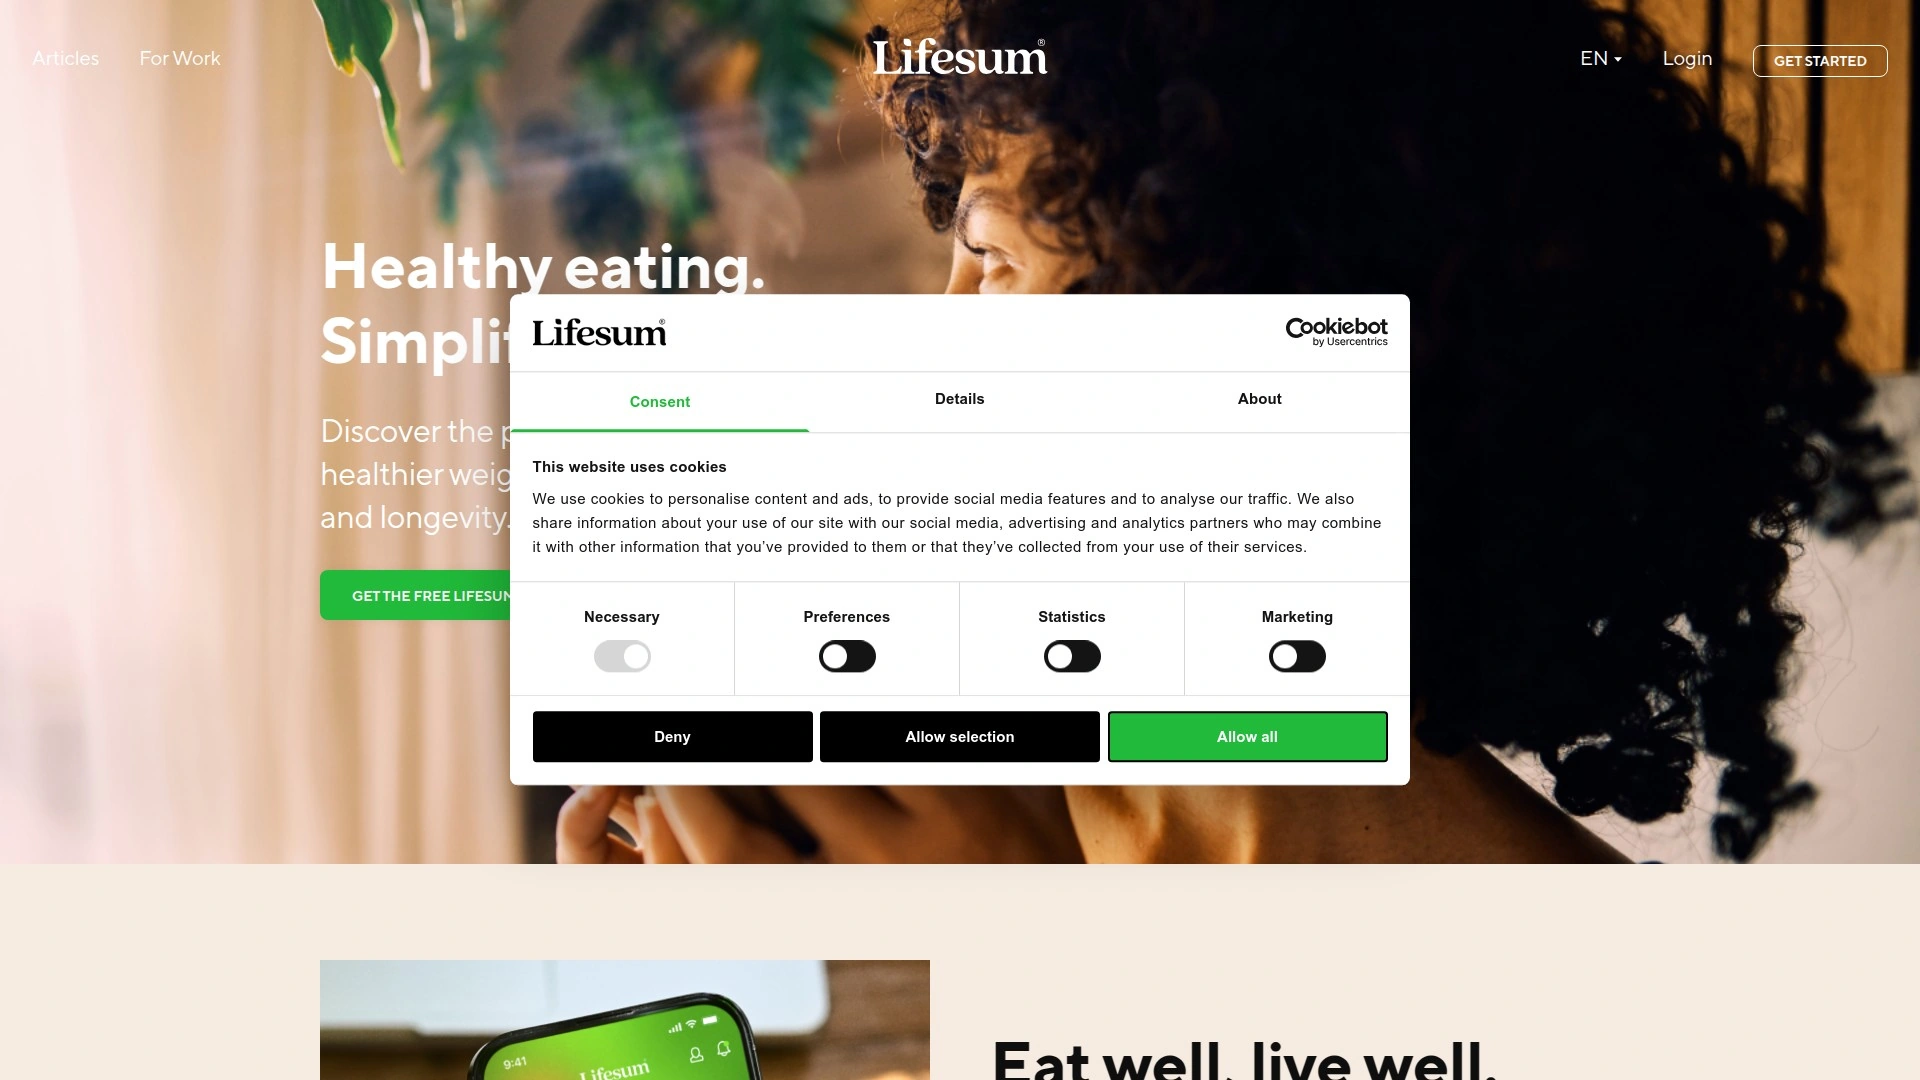 Articles
For Work
Lifesum®
EN
Login
GET STARTED
Healthy eating.
Simplif
Discover the p
healthier weig
and longevity.
GET THE FREE LIFESUM
Lifesum®
Cookiebot
by Usercentrics
Consent
Details
About
This website uses cookies
We use cookies to personalise content and ads, to provide social media features and to analyse our traffic. We also
share information about your use of our site with our social media, advertising and analytics partners who may combine
it with other information that you’ve provided to them or that they’ve collected from your use of their services.
Necessary
Preferences
Statistics
Marketing
Deny
Allow selection
Allow all
9:41
Lifesum
Eat well, live well.